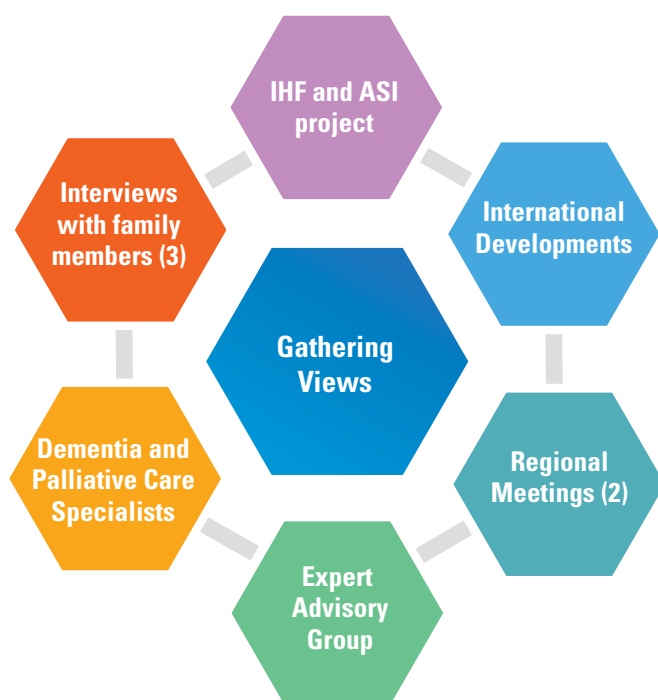 IHF and ASI
project
International
Developments
Regional
Meetings (2)
Expert
Advisory
Group
Dementia and
Palliative Care
Specialists
Interviews
with family
members (3)
Gathering
Views